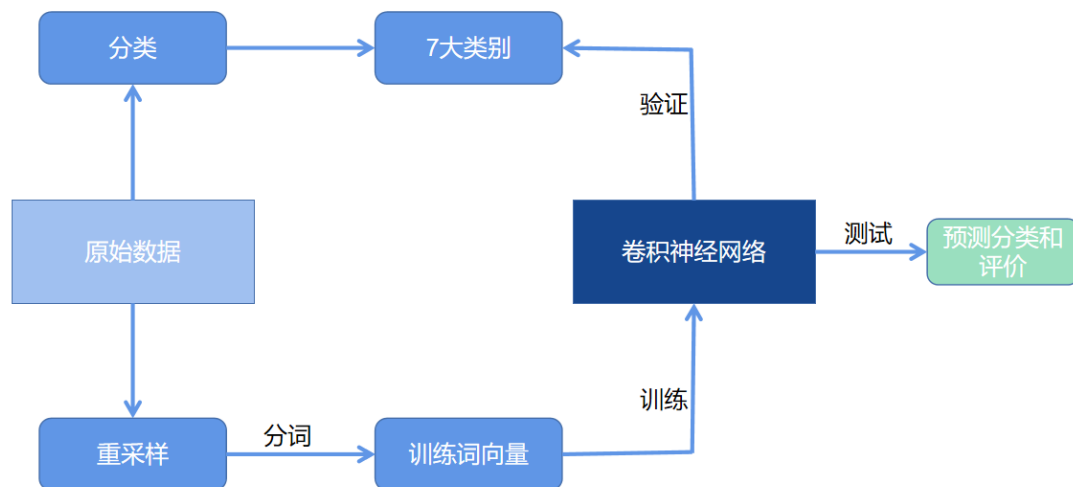 分类
7大类别
验证
原始数据
卷积神经网络
测试
预测分类和
评价
训练
重采样
分词
训练词向量